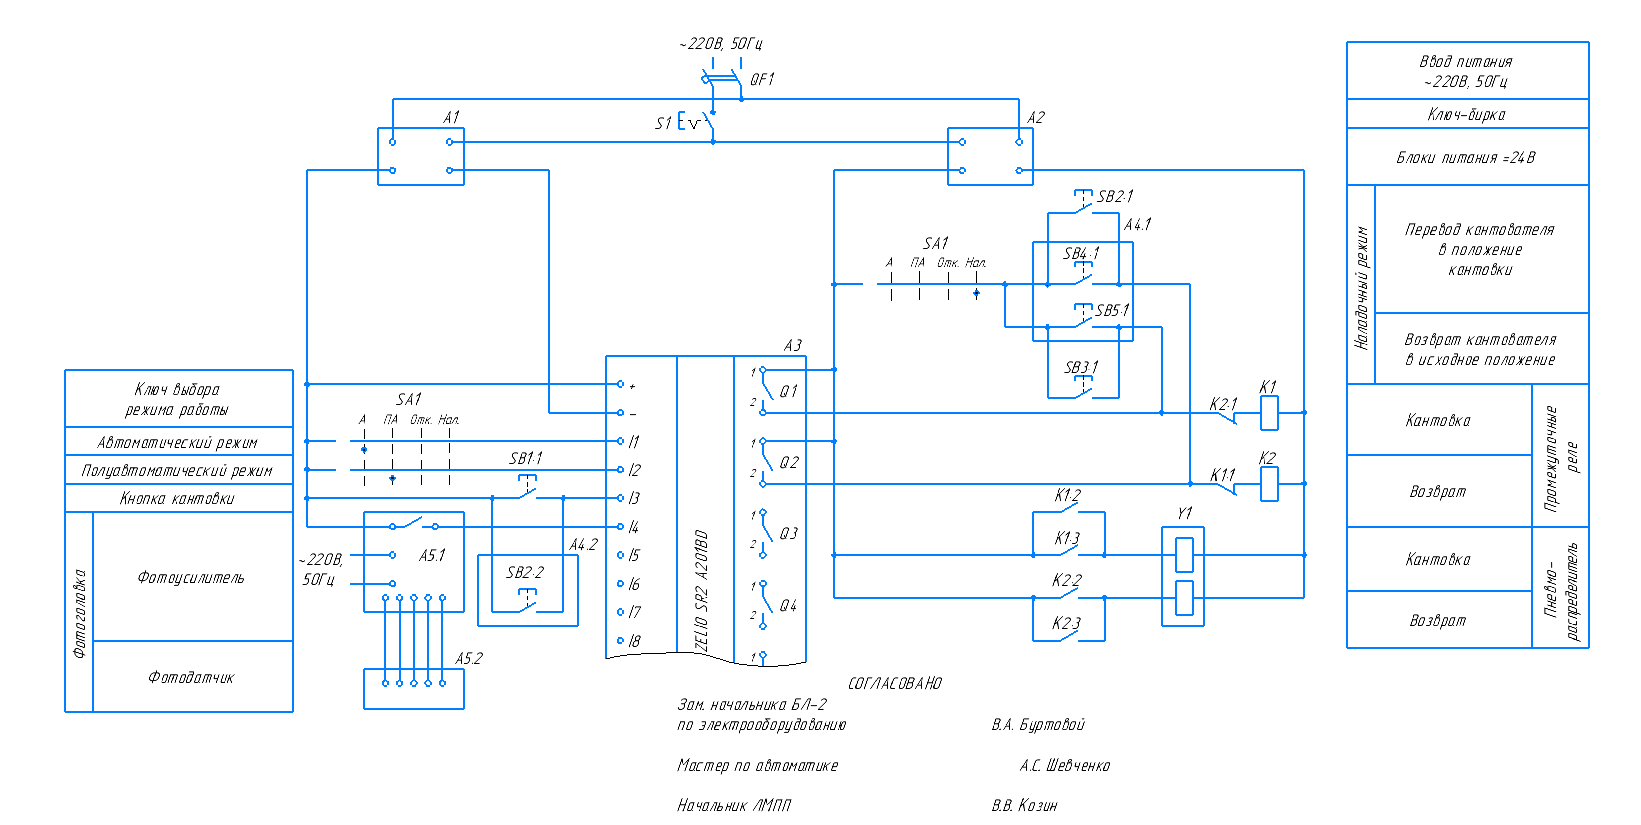 ~220В, 50Гц
QF1
S1
A1
A2
SB2:1
A4.1
SA1
А ПА Отк. Нал.
SB4:1
SB5:1
SB3:1
A3
+
−
I1
I2
I3
I4
I5
I6
I7
I8
ZELIO SR2 A201BD
1
2
Q1
1
2
Q2
1
2
Q3
1
2
Q4
1
K2:1
K1
K1:1
K2
K1:2
K1:3
K2:2
K2:3
Y1
SA1
А ПА Отк. Нал.
SB1:1
A4.2
SB2:2
~220В,
50Гц
A5.1
A5.2
Ключ выбора
режима работы
Автоматический режим
Полуавтоматический режим
Кнопка кантовки
Фотоголовка
Фотоусилитель
Фотодатчик
Ввод питания
~220В, 50Гц
Ключ-бирка
Блоки питания =24В
Наладочный режим
Перевод кантователя
в положение
кантовки
Возврат кантователя
в исходное положение
Кантовка
Возврат
Промежуточные
реле
Кантовка
Возврат
Пневмо-
распределитель
СОГЛАСОВАНО
Зам. начальника БЛ-2
по электрооборудованию
В.А. Буртовой
Мастер по автоматике
А.С. Шевченко
Начальник ЛМПП
В.В. Козин